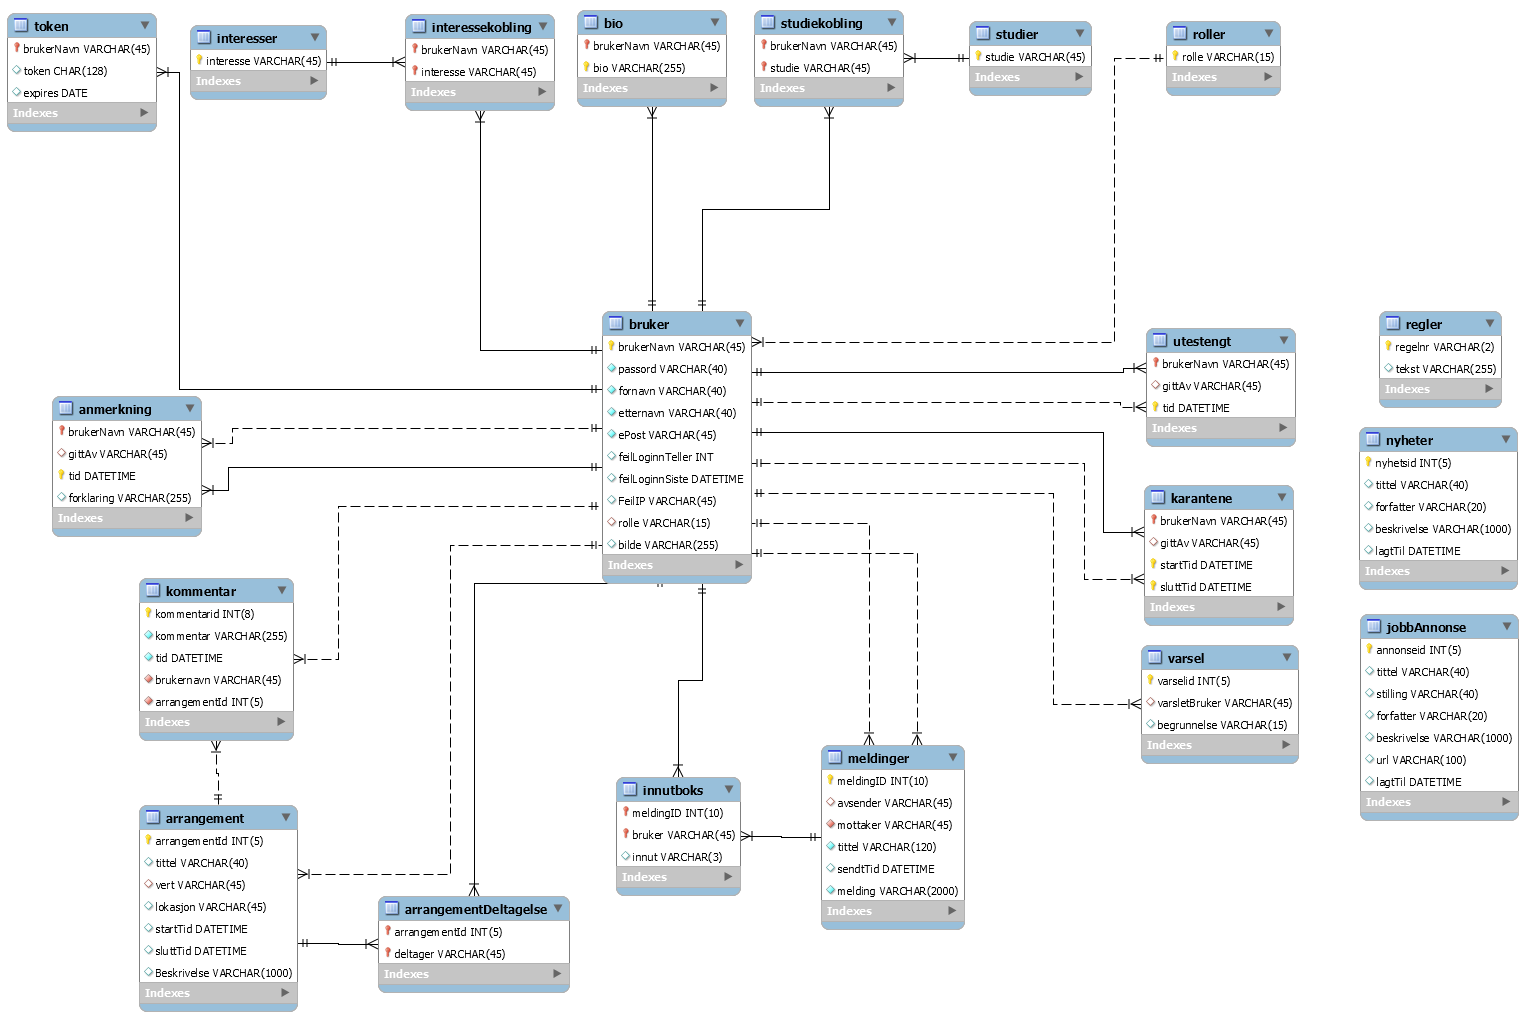 token
brukerNavn VARCHAR(45)
token CHAR(128)
expires DATE
Indexes
interesser
interesse VARCHAR(45)
Indexes
interessekobling
brukerNavn VARCHAR(45)
interesse VARCHAR(45)
Indexes
bio
brukerNavn VARCHAR(45)
bio VARCHAR(255)
Indexes
studiekobling
brukerNavn VARCHAR(45)
studie VARCHAR(45)
Indexes
studier
studie VARCHAR(45)
Indexes
roller
rolle VARCHAR(15)
Indexes
bruker
brukerNavn VARCHAR(45)
passord VARCHAR(40)
fornavn VARCHAR(40)
etternavn VARCHAR(40)
ePost VARCHAR(45)
feilLoginnTeller INT
feilLoginnSiste DATETIME
FeilIP VARCHAR(45)
rolle VARCHAR(15)
bilde VARCHAR(255)
Indexes
utestengt
brukerNavn VARCHAR(45)
gittAv VARCHAR(45)
tid DATETIME
Indexes
regler
regelnr VARCHAR(2)
tekst VARCHAR(255)
Indexes
anmerkning
brukerNavn VARCHAR(45)
gittAv VARCHAR(45)
tid DATETIME
forklaring VARCHAR(255)
Indexes
nyheter
nyhetsid INT(5)
tittel VARCHAR(40)
forfatter VARCHAR(20)
beskrivelse VARCHAR(1000)
lagtTil DATETIME
Indexes
karantene
brukerNavn VARCHAR(45)
gittAv VARCHAR(45)
startTid DATETIME
sluttTid DATETIME
Indexes
kommentar
kommentarid INT(8)
kommentar VARCHAR(255)
tid DATETIME
brukernavn VARCHAR(45)
arrangementId INT(5)
Indexes
jobbAnnonse
annonseid INT(5)
tittel VARCHAR(40)
stilling VARCHAR(40)
forfatter VARCHAR(20)
beskrivelse VARCHAR(1000)
url VARCHAR(100)
lagtTil DATETIME
Indexes
varsel
varselid INT(5)
varsletBruker VARCHAR(45)
begrunnelse VARCHAR(15)
Indexes
meldinger
meldingID INT(10)
avsender VARCHAR(45)
mottaker VARCHAR(45)
tittel VARCHAR(120)
sendtTid DATETIME
melding VARCHAR(2000)
Indexes
innutboks
meldingID INT(10)
bruker VARCHAR(45)
innut VARCHAR(3)
Indexes
arrangement
arrangementId INT(5)
tittel VARCHAR(40)
vert VARCHAR(45)
lokasjon VARCHAR(45)
startTid DATETIME
sluttTid DATETIME
Beskrivelse VARCHAR(1000)
Indexes
arrangementDeltagelse
arrangementId INT(5)
deltager VARCHAR(45)
Indexes